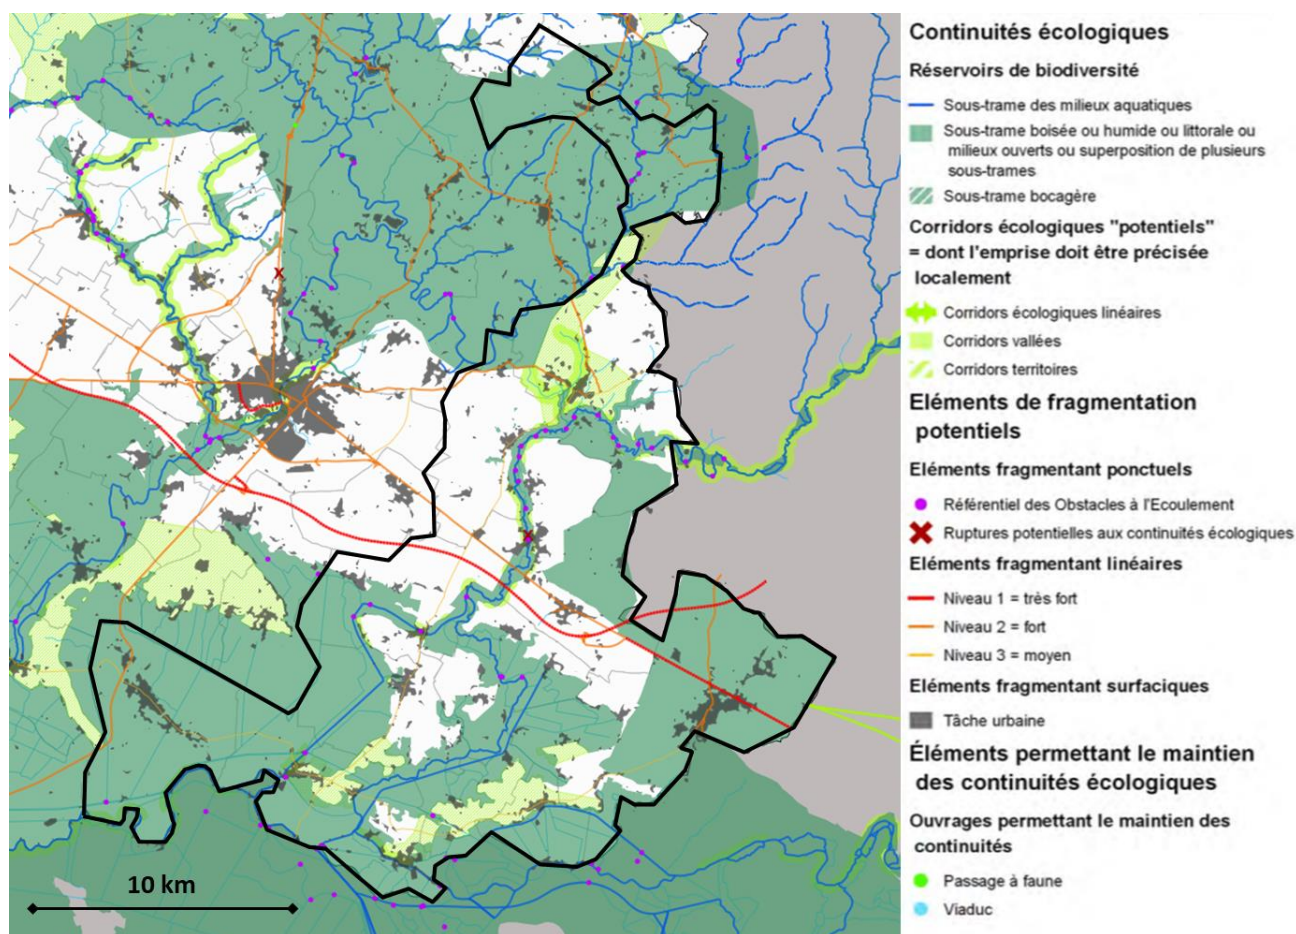 Continuités écologiques
Réservoirs de biodiversité
Sous-trame des milieux aquatiques
Sous-trame boisée ou humide ou littorale ou
milieux ouverts ou superposition de plusieurs
sous-trames
Sous-trame bocagère
Corridors écologiques "potentiels"
= dont l'emprise doit être précisée
localement
Corridors écologiques linéaires
Corridors vallées
Corridors territoires
Eléments de fragmentation
potentiels
Eléments fragmentant ponctuels
Référentiel des Obstacles à l'Ecoulement
Ruptures potentielles aux continuités écologiques
Eléments fragmentant linéaires
Niveau 1 = très fort
Niveau 2 = fort
Niveau 3 = moyen
Eléments fragmentant surfaciques
Tâche urbaine
Éléments permettant le maintien
des continuités écologiques
Ouvrages permettant le maintien des
continuités
Passage à faune
Viaduc
10 km